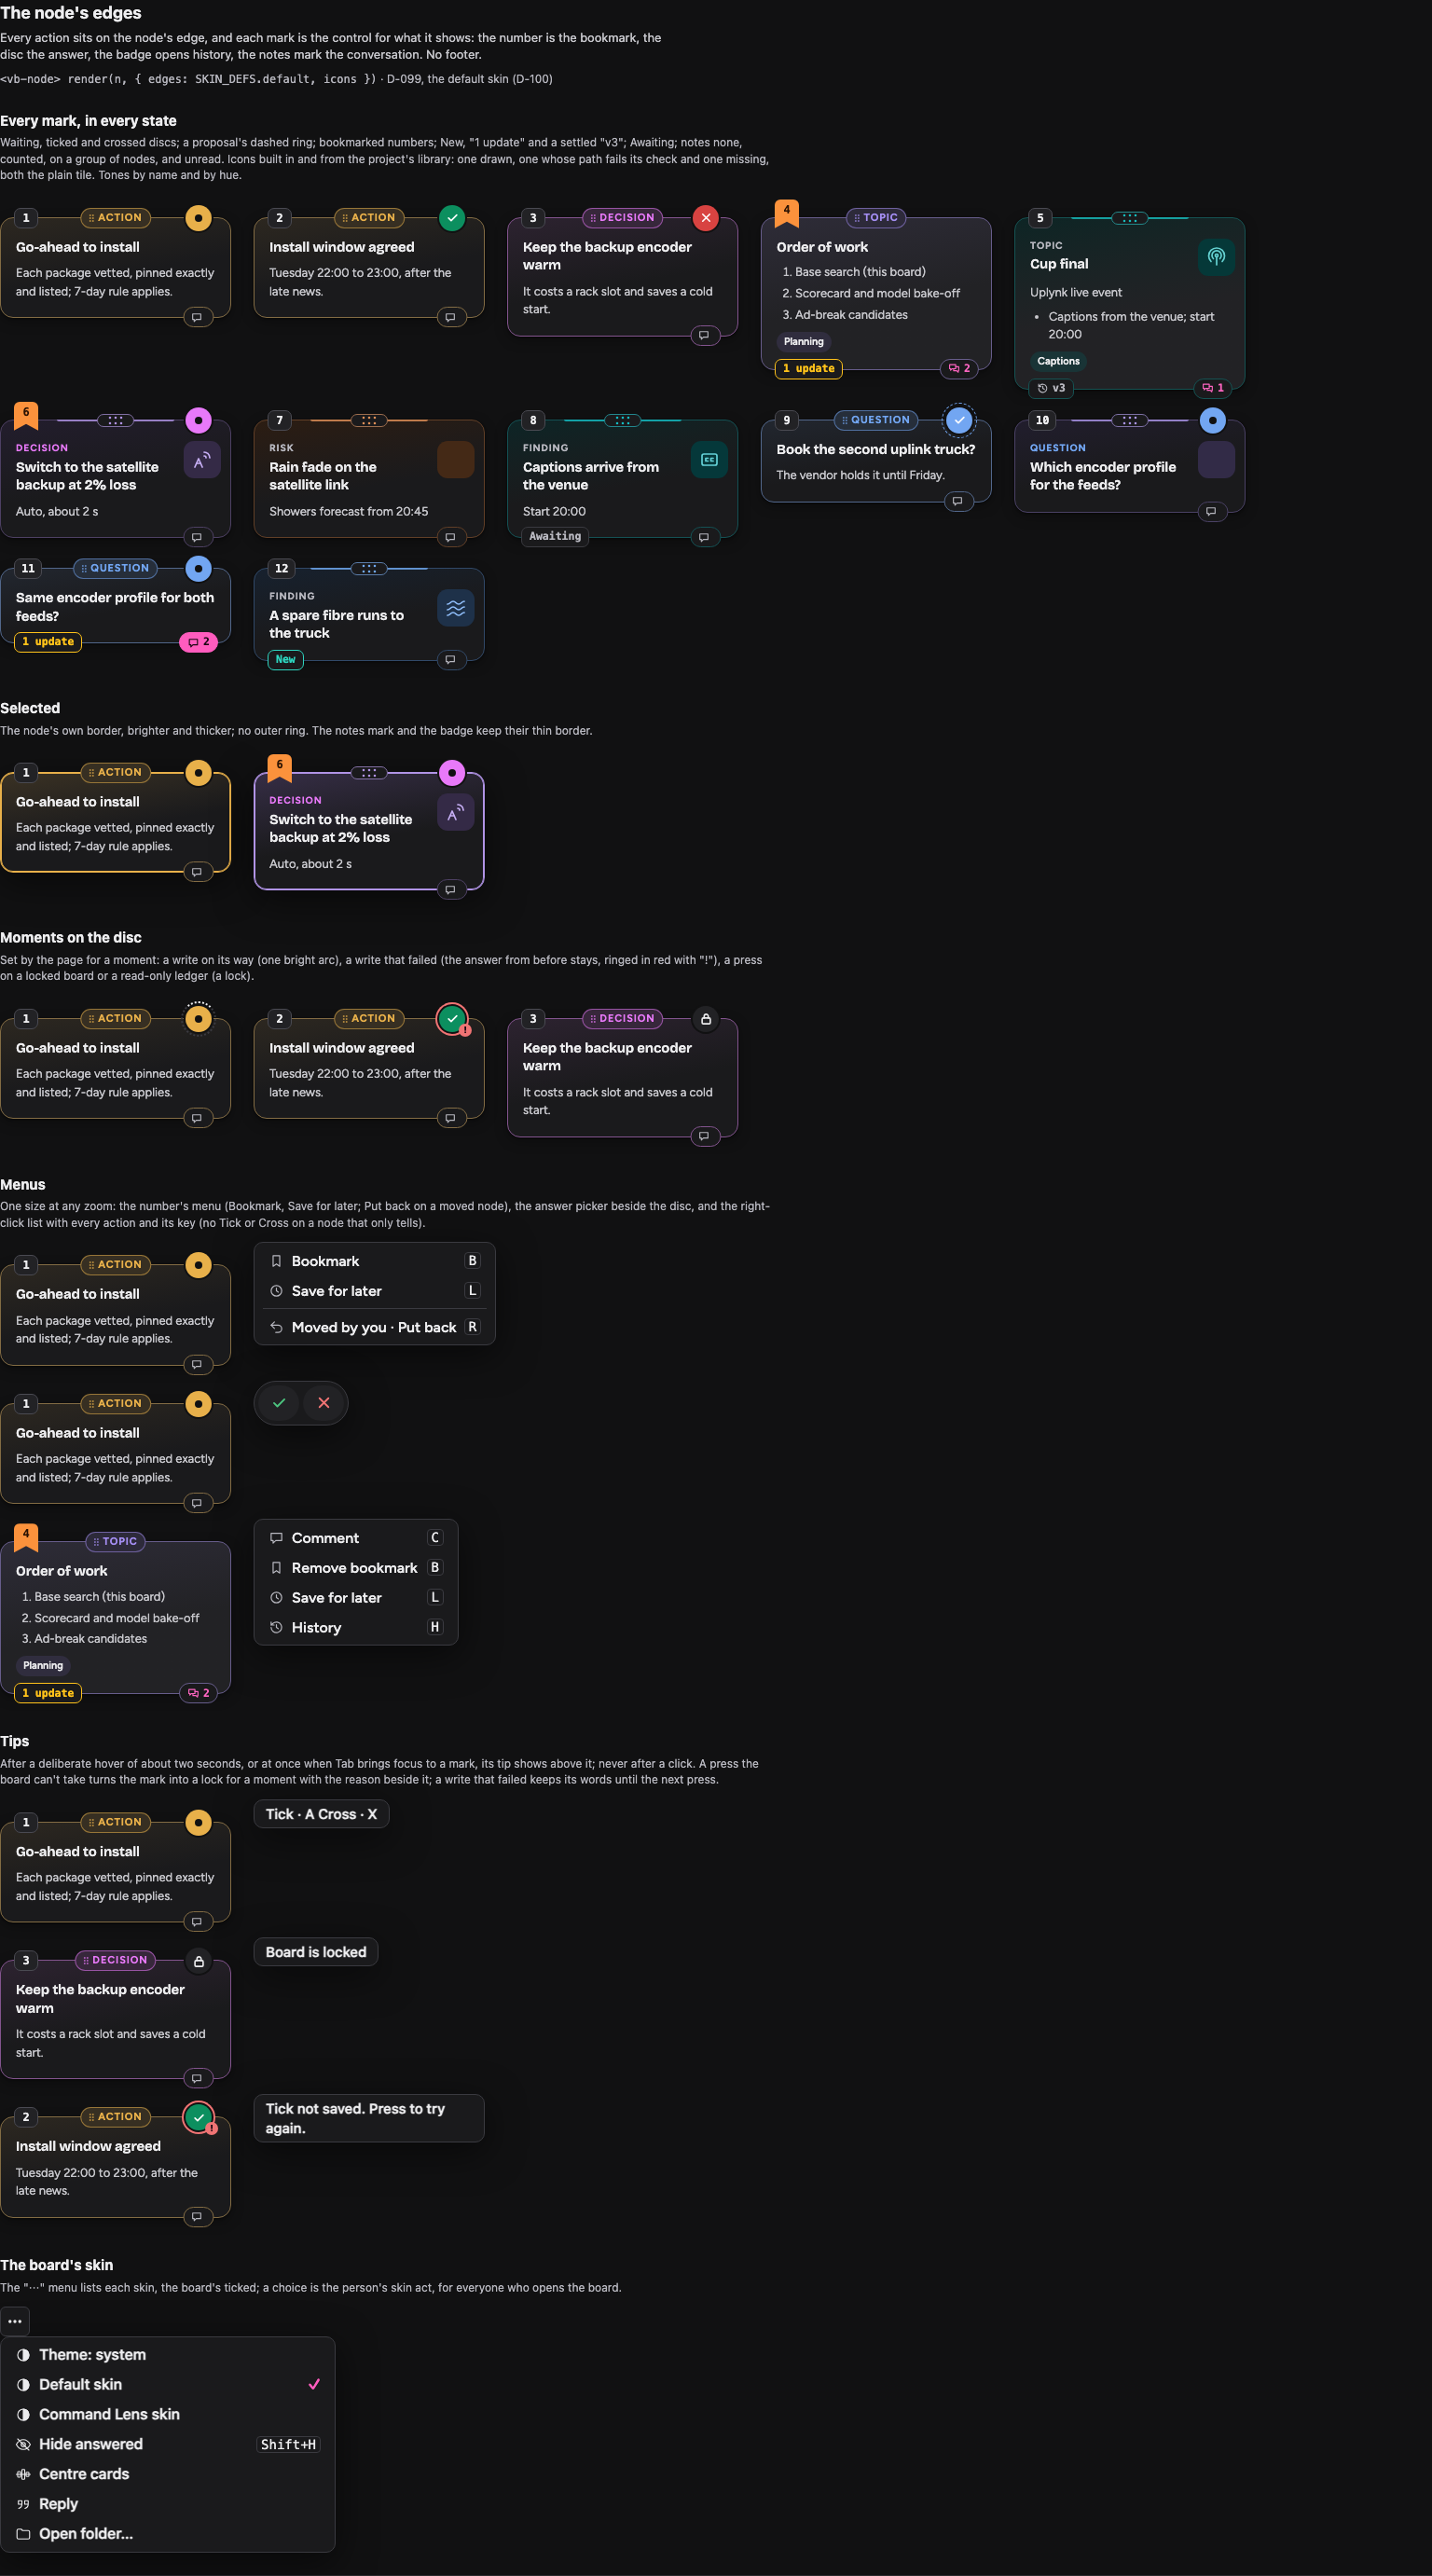 The node's edges
Every action sits on the node's edge, and each mark is the control for what it shows: the number is the bookmark, the
disc the answer, the badge opens history, the notes mark the conversation. No footer.
<vb-node> render(n, { edges: SKIN_DEFS.default, icons }) · D-099, the default skin (D-100)
Every mark, in every state
Waiting, ticked and crossed discs; a proposal's dashed ring; bookmarked numbers; New, "1 update" and a settled "v3"; Awaiting; notes none,
counted, on a group of nodes, and unread. Icons built in and from the project's library: one drawn, one whose path fails its check and one missing,
both the plain tile. Tones by name and by hue.
1 ACTION
Go-ahead to install
Each package vetted, pinned exactly
and listed; 7-day rule applies.
2 ACTION
Install window agreed
Tuesday 22:00 to 23:00, after the
late news.
3 DECISION
Keep the backup encoder
warm
It costs a rack slot and saves a cold
start.
4 TOPIC
Order of work
1. Base search (this board)
2. Scorecard and model bake-off
3. Ad-break candidates
Planning
1 update 2
5
TOPIC
Cup final
Uplynk live event
• Captions from the venue; start
20:00
Captions
v3 1
6
DECISION
Switch to the satellite
backup at 2% loss
Auto, about 2 s
7
RISK
Rain fade on the
satellite link
Showers forecast from 20:45
8
FINDING
Captions arrive from
the venue
Start 20:00
Awaiting
9 QUESTION
Book the second uplink truck?
The vendor holds it until Friday.
10
QUESTION
Which encoder profile
for the feeds?
11 QUESTION
Same encoder profile for both
feeds?
1 update 2
12
FINDING
A spare fibre runs to
the truck
New
Selected
The node's own border, brighter and thicker; no outer ring. The notes mark and the badge keep their thin border.
1 ACTION
Go-ahead to install
Each package vetted, pinned exactly
and listed; 7-day rule applies.
6
DECISION
Switch to the satellite
backup at 2% loss
Auto, about 2 s
Moments on the disc
Set by the page for a moment: a write on its way (one bright arc), a write that failed (the answer from before stays, ringed in red with "!"), a press
on a locked board or a read-only ledger (a lock).
1 ACTION
Go-ahead to install
Each package vetted, pinned exactly
and listed; 7-day rule applies.
2 ACTION
!
Install window agreed
Tuesday 22:00 to 23:00, after the
late news.
3 DECISION
Keep the backup encoder
warm
It costs a rack slot and saves a cold
start.
Menus
One size at any zoom: the number's menu (Bookmark, Save for later; Put back on a moved node), the answer picker beside the disc, and the right-
click list with every action and its key (no Tick or Cross on a node that only tells).
1 ACTION
Go-ahead to install
Each package vetted, pinned exactly
and listed; 7-day rule applies.
Bookmark B
Save for later L
Moved by you · Put back R
1 ACTION
Go-ahead to install
Each package vetted, pinned exactly
and listed; 7-day rule applies.
4 TOPIC
Order of work
1. Base search (this board)
2. Scorecard and model bake-off
3. Ad-break candidates
Planning
1 update 2
Comment C
Remove bookmark B
Save for later L
History H
Tips
After a deliberate hover of about two seconds, or at once when Tab brings focus to a mark, its tip shows above it; never after a click. A press the
board can't take turns the mark into a lock for a moment with the reason beside it; a write that failed keeps its words until the next press.
1 ACTION
Go-ahead to install
Each package vetted, pinned exactly
and listed; 7-day rule applies.
Tick · A Cross · X
3 DECISION
Keep the backup encoder
warm
It costs a rack slot and saves a cold
start.
Board is locked
2 ACTION
!
Install window agreed
Tuesday 22:00 to 23:00, after the
late news.
Tick not saved. Press to try
again.
The board's skin
The "···" menu lists each skin, the board's ticked; a choice is the person's skin act, for everyone who opens the board.
Theme: system
Default skin
Command Lens skin
Hide answered Shift+H
Centre cards
Reply
Open folder...